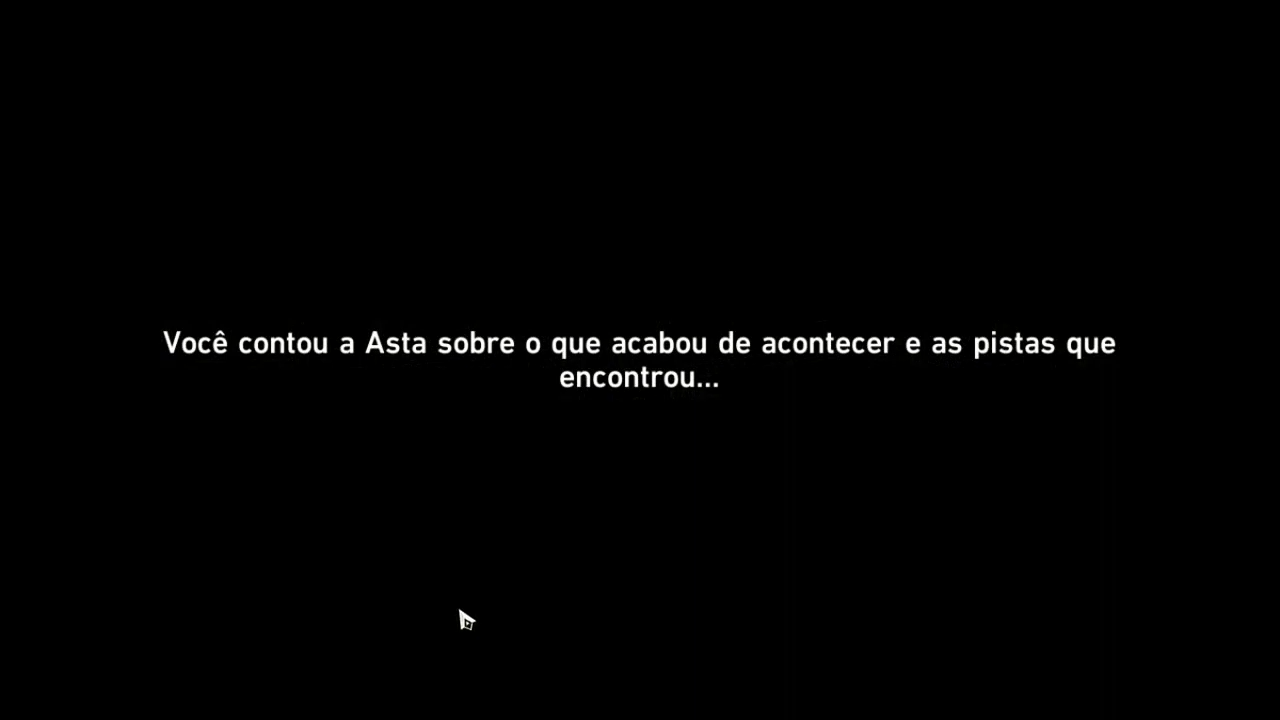 Você contou a Asta sobre o que acabou de acontecer e as pistas que
encontrou...